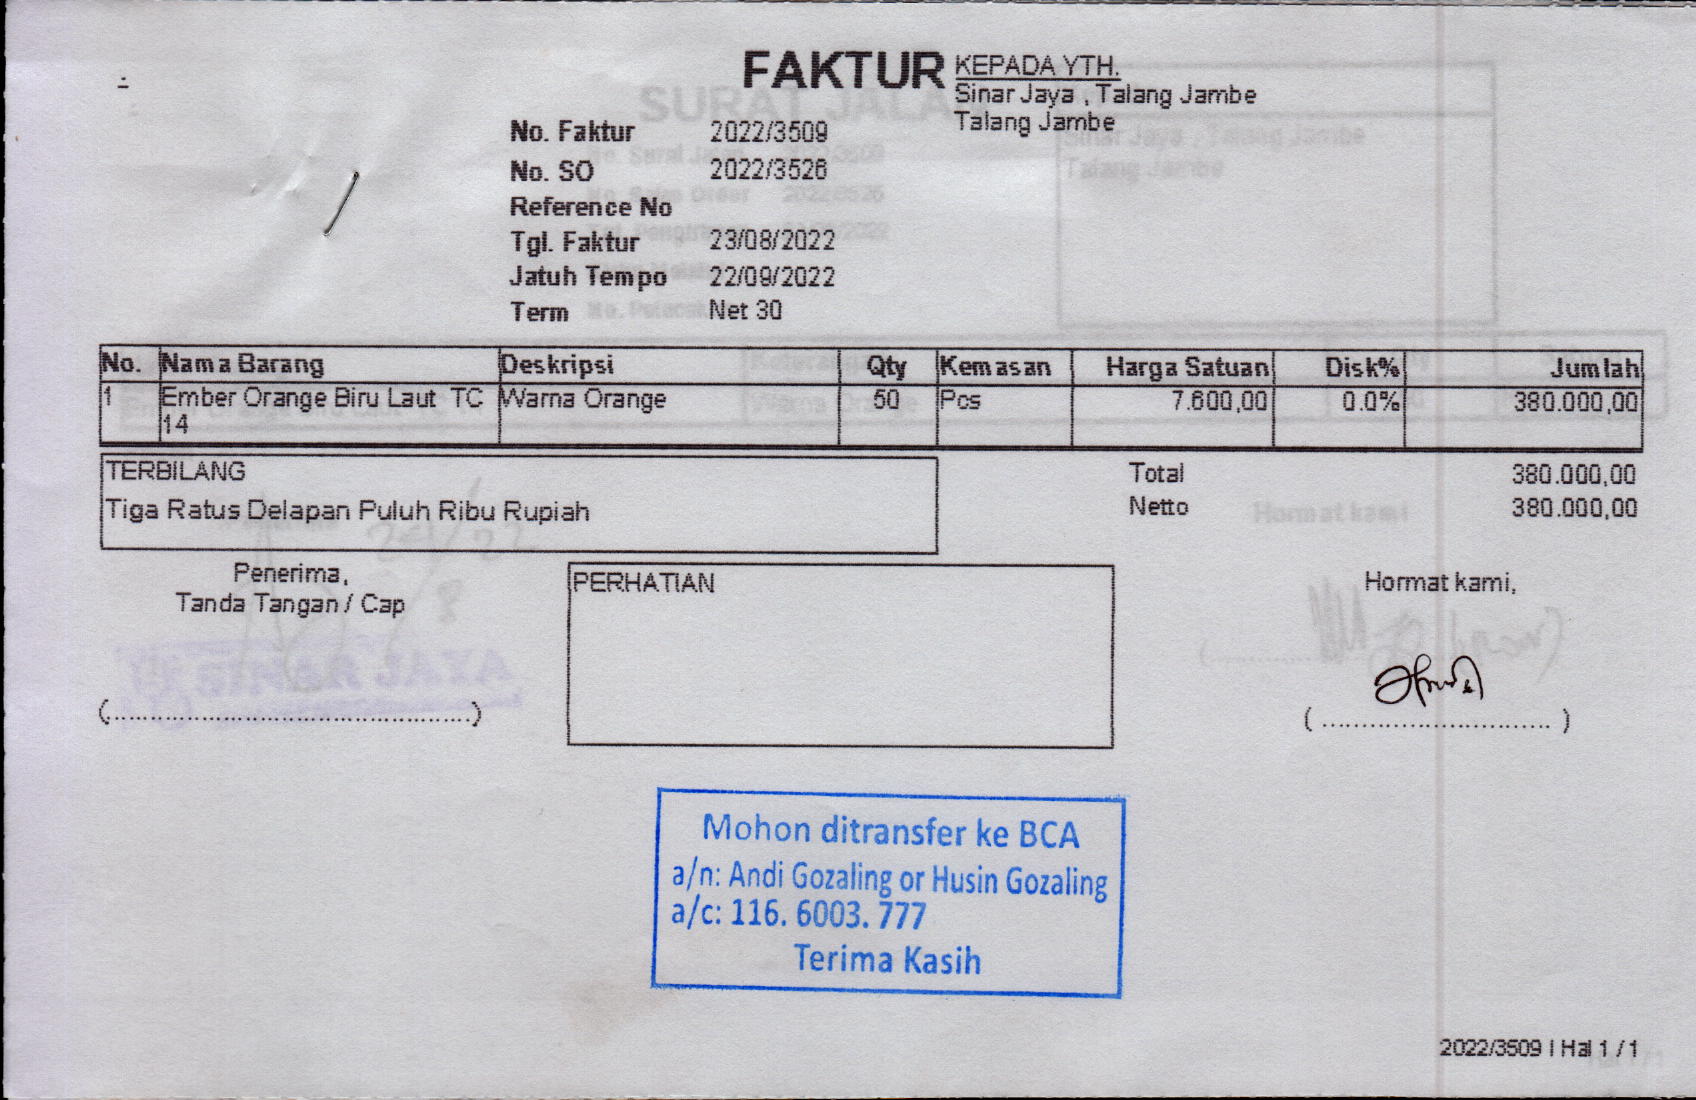 FAKTUR
KEPADA YTH.
Sinar Jaya , Talang Jambe
Talang Jambe
No. Faktur 2022/3509
No. SO 2022/3526
Reference No
Tgl. Faktur 23/08/2022
Jatuh Tempo 22/09/2022
Term Net 30
No. Nama Barang Deskripsi Qty Kemasan Harga Satuan Disk% Jumlah
1 Ember Orange Biru Laut TC Warna Orange 50 Pcs 7.600,00 0.0% 380.000,00
14
TERBILANG
Tiga Ratus Delapan Puluh Ribu Rupiah
Total 380.000,00
Netto 380.000,00
Penerima,
Tanda Tangan / Cap
(...............................................)
PERHATIAN
Hormat kami,
( ............................. )
Mohon ditransfer ke BCA
a/n: Andi Gozaling or Husin Gozaling
a/c: 116. 6003. 777
Terima Kasih
2022/3509 | Hal 1 / 1